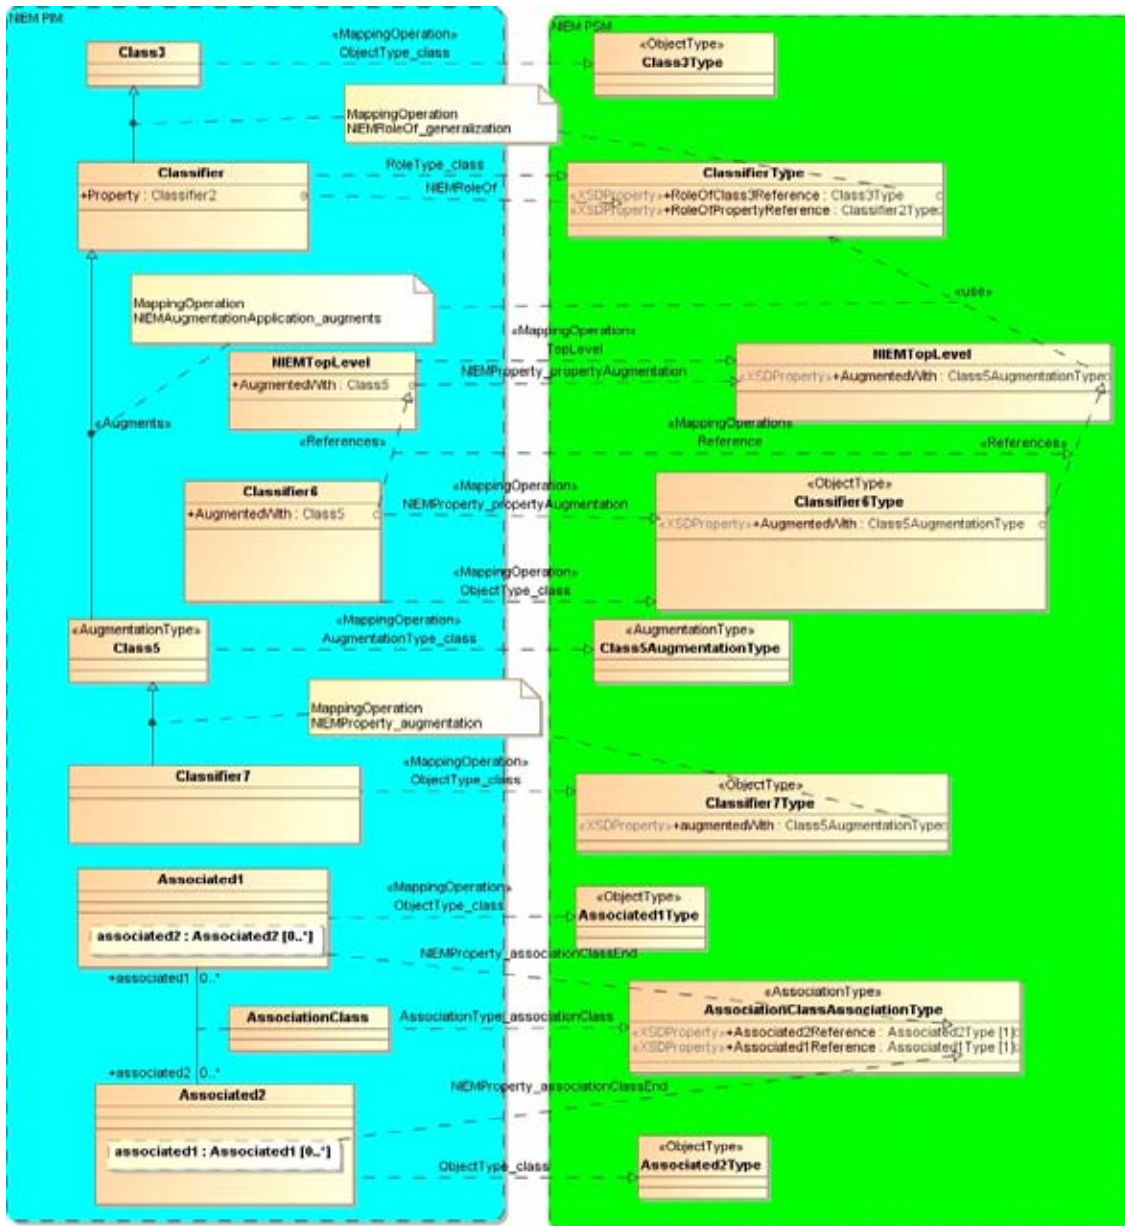 NIEM PIM
NIEM PSM
«MappingOperation»
ObjectType_class
Class3
«ObjectType»
Class3Type
MappingOperation
NIEMRoleOf_generalization
Classifier
+Property : Classifier2
RoleType_class
NIEMRoleOf
ClassifierType
«XSDProperty»+RoleOfClass3Reference : Class3Type
«XSDProperty»+RoleOfPropertyReference : Classifier2Type
MappingOperation
NIEMAugmentationApplication_augments
«use»
«MappingOperation»
TopLevel
NIEMTopLevel
+AugmentedWith : Class5
NIEMProperty_propertyAugmentation
NIEMTopLevel
«XSDProperty»+AugmentedWith : Class5AugmentationType
«Augments»
«References»
«MappingOperation»
Reference
«References»
Classifier6
+AugmentedWith : Class5
«MappingOperation»
NIEMProperty_propertyAugmentation
«ObjectType»
Classifier6Type
«XSDProperty»+AugmentedWith : Class5AugmentationType
«MappingOperation»
ObjectType_class
«AugmentationType»
Class5
«MappingOperation»
AugmentationType_class
«AugmentationType»
Class5AugmentationType
MappingOperation
NIEMProperty_augmentation
Classifier7
«MappingOperation»
ObjectType_class
«ObjectType»
Classifier7Type
«XSDProperty»+augmentedWith : Class5AugmentationType
Associated1
associated2 : Associated2 [0..*]
«MappingOperation»
ObjectType_class
«ObjectType»
Associated1Type
NIEMProperty_associationClassEnd
+associated1 0..*
AssociationClass
AssociationType_associationClass
«AssociationType»
AssociationClassAssociationType
«XSDProperty»+Associated2Reference : Associated2Type [1]
«XSDProperty»+Associated1Reference : Associated1Type [1]
+associated2 0..*
NIEMProperty_associationClassEnd
Associated2
associated1 : Associated1 [0..*]
ObjectType_class
«ObjectType»
Associated2Type